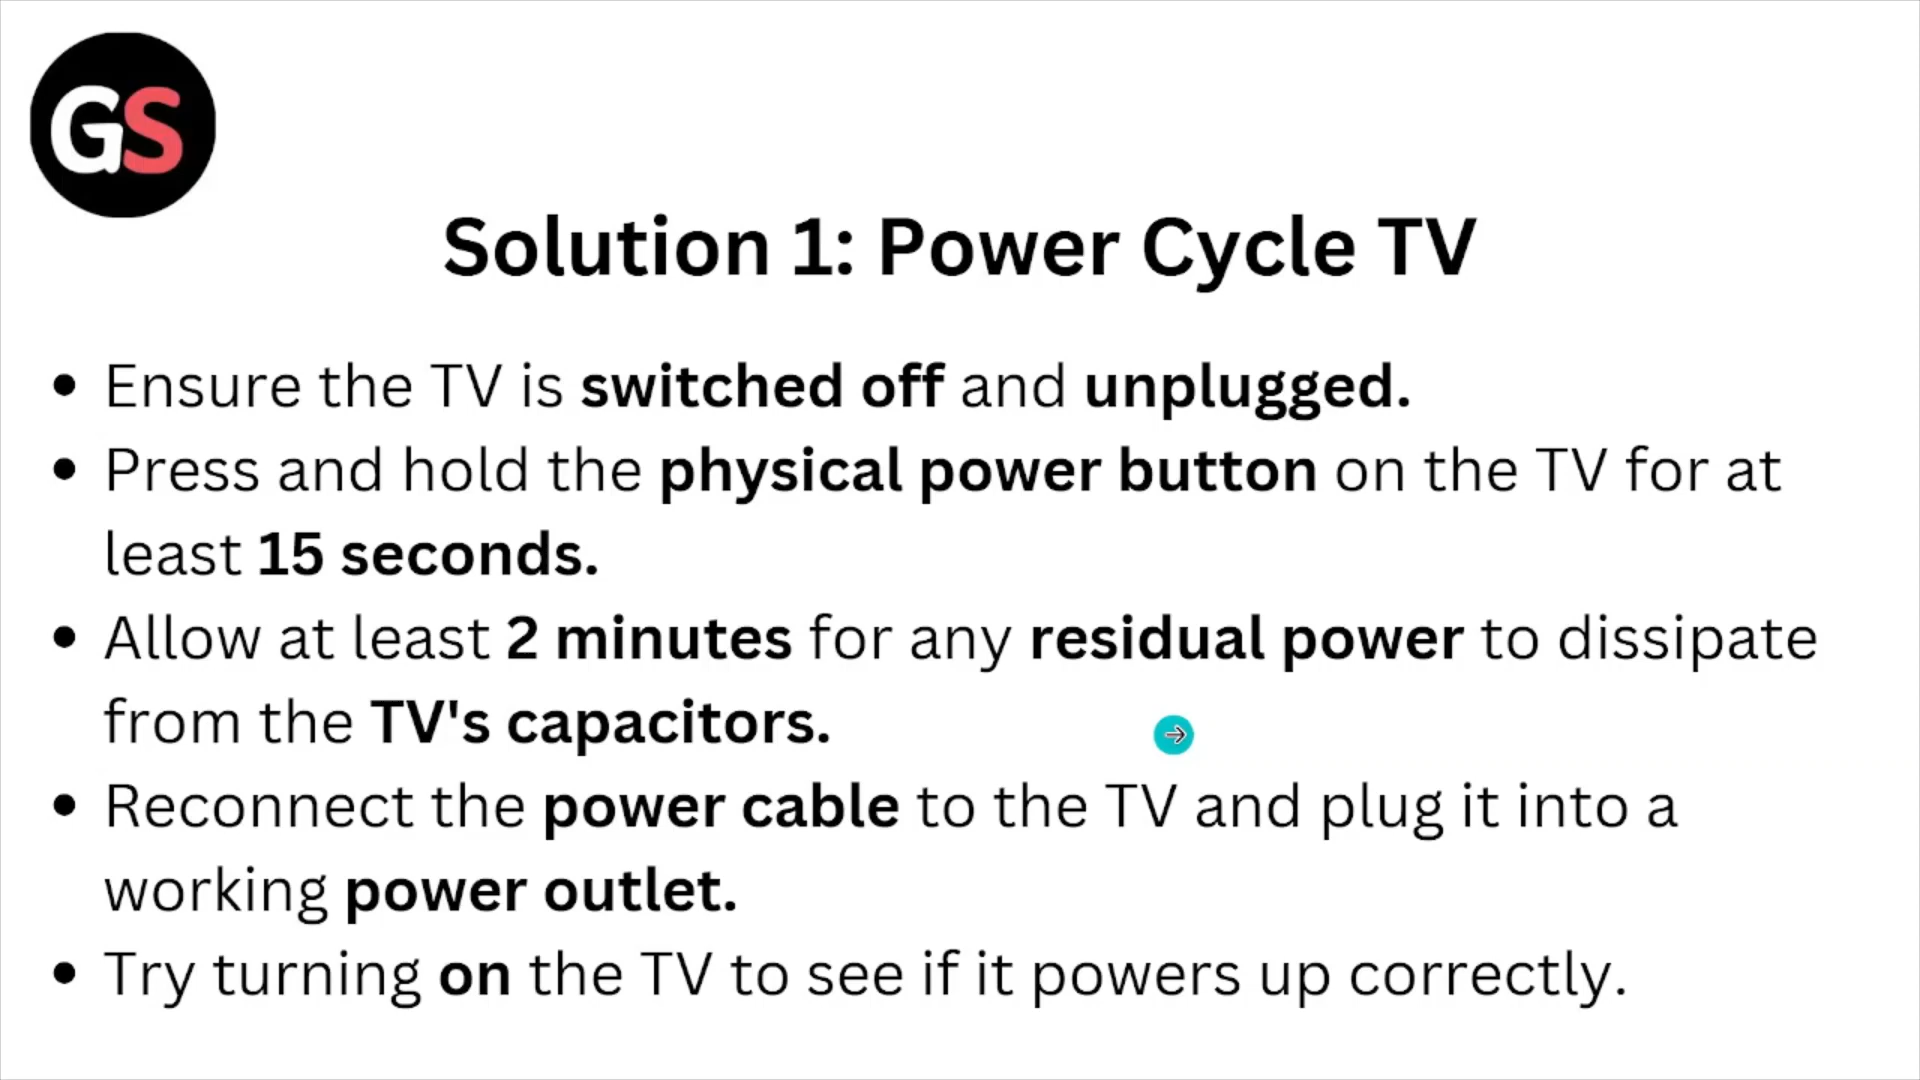 GS
Solution 1: Power Cycle TV
• Ensure the TV is switched off and unplugged.
• Press and hold the physical power button on the TV for at
least 15 seconds.
• Allow at least 2 minutes for any residual power to dissipate
from the TV's capacitors.
• Reconnect the power cable to the TV and plug it into a
working power outlet.
• Try turning on the TV to see if it powers up correctly.